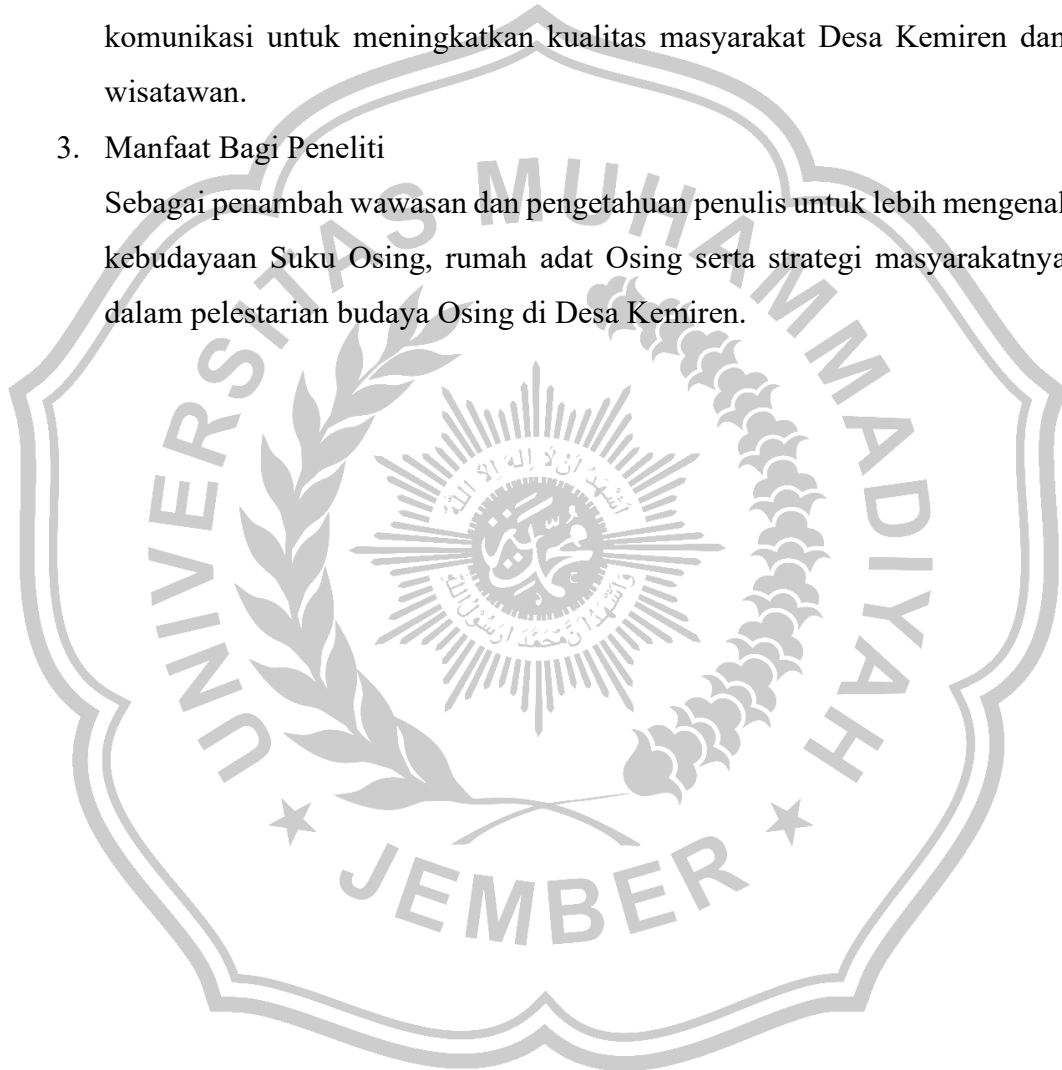 komunikasi untuk meningkatkan kualitas masyarakat Desa Kemiren dan
wisatawan.
3. Manfaat Bagi Peneliti
Sebagai penambah wawasan dan pengetahuan penulis untuk lebih mengenal
kebudayaan Suku Osing, rumah adat Osing serta strategi masyarakatnya
dalam pelestarian budaya Osing di Desa Kemiren.
UNIVERSITAS MUHAMMADIYAH
JEMBER